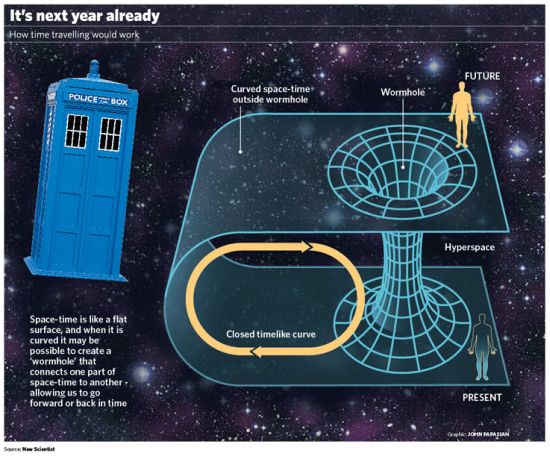 It's next year already
How time travelling would work
POLICE BOX
Curved space-time
outside wormhole
Wormhole
FUTURE
Hyperspace
Closed timelike curve
PRESENT
Space-time is like a flat
surface, and when it is
curved it may be
possible to create a
'wormhole' that
connects one part of
space-time to another -
allowing us to go
forward or back in time
Graphic: JOHN PAPASIAN
Source: New Scientist